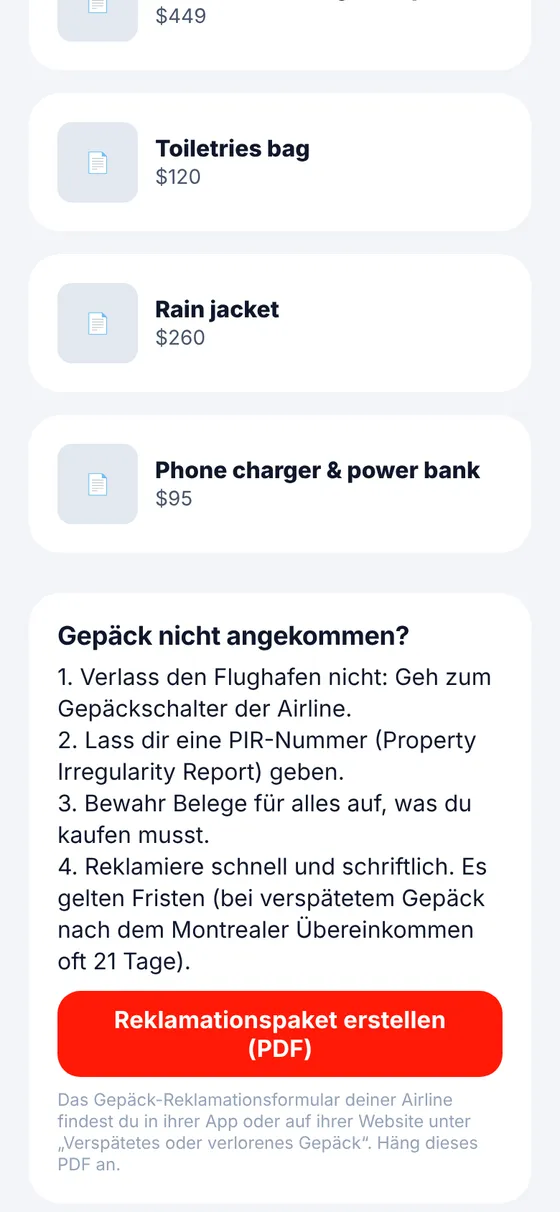 $449
Toiletries bag
$120
Rain jacket
$260
Phone charger & power bank
$95
Gepäck nicht angekommen?
1. Verlass den Flughafen nicht: Geh zum
Gepäckschalter der Airline.
2. Lass dir eine PIR-Nummer (Property
Irregularity Report) geben.
3. Bewahr Belege für alles auf, was du
kaufen musst.
4. Reklamiere schnell und schriftlich. Es
gelten Fristen (bei verspätetem Gepäck
nach dem Montrealer Übereinkommen
oft 21 Tage).
Reklamationspaket erstellen
(PDF)
Das Gepäck-Reklamationsformular deiner Airline
findest du in ihrer App oder auf ihrer Website unter
„Verspätetes oder verlorenes Gepäck“. Häng dieses
PDF an.